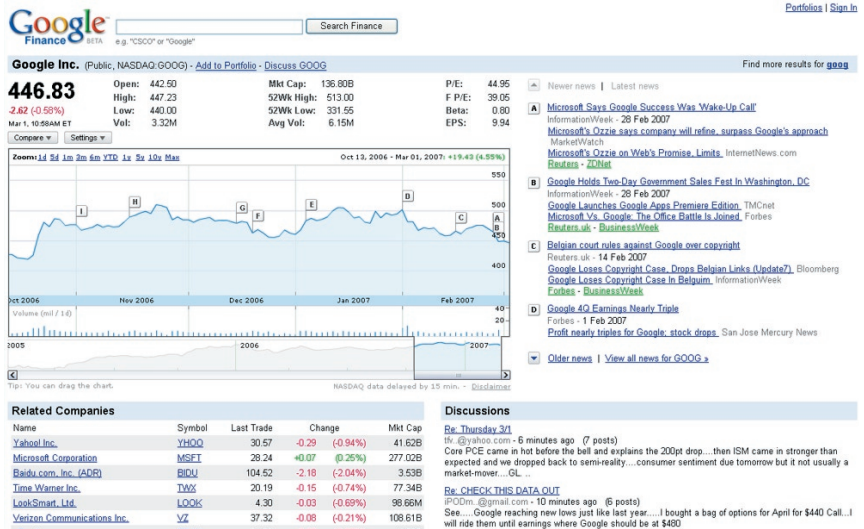 Portfolios | Sign In
Google
Finance BETA
Search Finance
e.g. "CSCO" or "Google"
Google Inc. (Public, NASDAQ:GOOG) - Add to Portfolio - Discuss GOOG
Find more results for goog
446.83
-2.62 (-0.58%)
Mar 1, 10:58AM ET
Open: 442.50 Mkt Cap: 136.80B P/E: 44.95
High: 447.23 52Wk High: 513.00 F P/E: 39.05
Low: 440.00 52Wk Low: 331.55 Beta: 0.80
Vol: 3.32M Avg Vol: 6.15M EPS: 9.94
Compare Settings
Zoom: 1d 5d 1m 3m 6m YTD 1y 5y 10y Max
Oct 13, 2006 - Mar 01, 2007: +19.43 (4.55%)
550
500
450
400
I
H
G
F
E
D
C
A
B
Oct 2006 Nov 2006 Dec 2006 Jan 2007 Feb 2007
Volume (mil / 1d)
40
20
2005 2006 2007
Tip: You can drag the chart.
NASDAQ data delayed by 15 min. - Disclaimer
Newer news | Latest news
A Microsoft Says Google Success Was 'Wake-Up Call'
InformationWeek - 28 Feb 2007
Microsoft's Ozzie says company will refine, surpass Google's approach
MarketWatch
Microsoft's Ozzie on Web's Promise, Limits InternetNews.com
Reuters - ZDNet
B Google Holds Two-Day Government Sales Fest In Washington, DC
InformationWeek - 28 Feb 2007
Google Launches Google Apps Premiere Edition TMCnet
Microsoft Vs. Google: The Office Battle Is Joined Forbes
Reuters.uk - BusinessWeek
C Belgian court rules against Google over copyright
Reuters.uk - 14 Feb 2007
Google Loses Copyright Case, Drops Belgian Links (Update7) Bloomberg
Google Loses Copyright Case In Belguim InformationWeek
Forbes - BusinessWeek
D Google 4Q Earnings Nearly Triple
Forbes - 1 Feb 2007
Profit nearly triples for Google; stock drops San Jose Mercury News
Older news | View all news for GOOG »
Related Companies
Name Symbol Last Trade Change Mkt Cap
Yahoo! Inc. YHOO 30.57 -0.29 (-0.94%) 41.62B
Microsoft Corporation MSFT 28.24 +0.07 (0.25%) 277.02B
Baidu.com, Inc. (ADR) BIDU 104.52 -2.18 (-2.04%) 3.53B
Time Warner Inc. TWX 20.19 -0.15 (-0.74%) 77.34B
LookSmart, Ltd. LOOK 4.30 -0.03 (-0.69%) 98.66M
Verizon Communications Inc. VZ 37.32 -0.08 (-0.21%) 108.61B
Discussions
Re: Thursday 3/1
tfv..@yahoo.com - 6 minutes ago (7 posts)
Core PCE came in hot before the bell and explains the 200pt drop....then ISM came in stronger than
expected and we dropped back to semi-reality....consumer sentiment due tomorrow but it not usually a
market-mover....GL. ..
Re: CHECK THIS DATA OUT
iPODm..@gmail.com - 10 minutes ago (6 posts)
See.....Google reaching new lows just like last year.....I bought a bag of options for April for $440 Call...I
will ride them until earnings where Google should be at $480